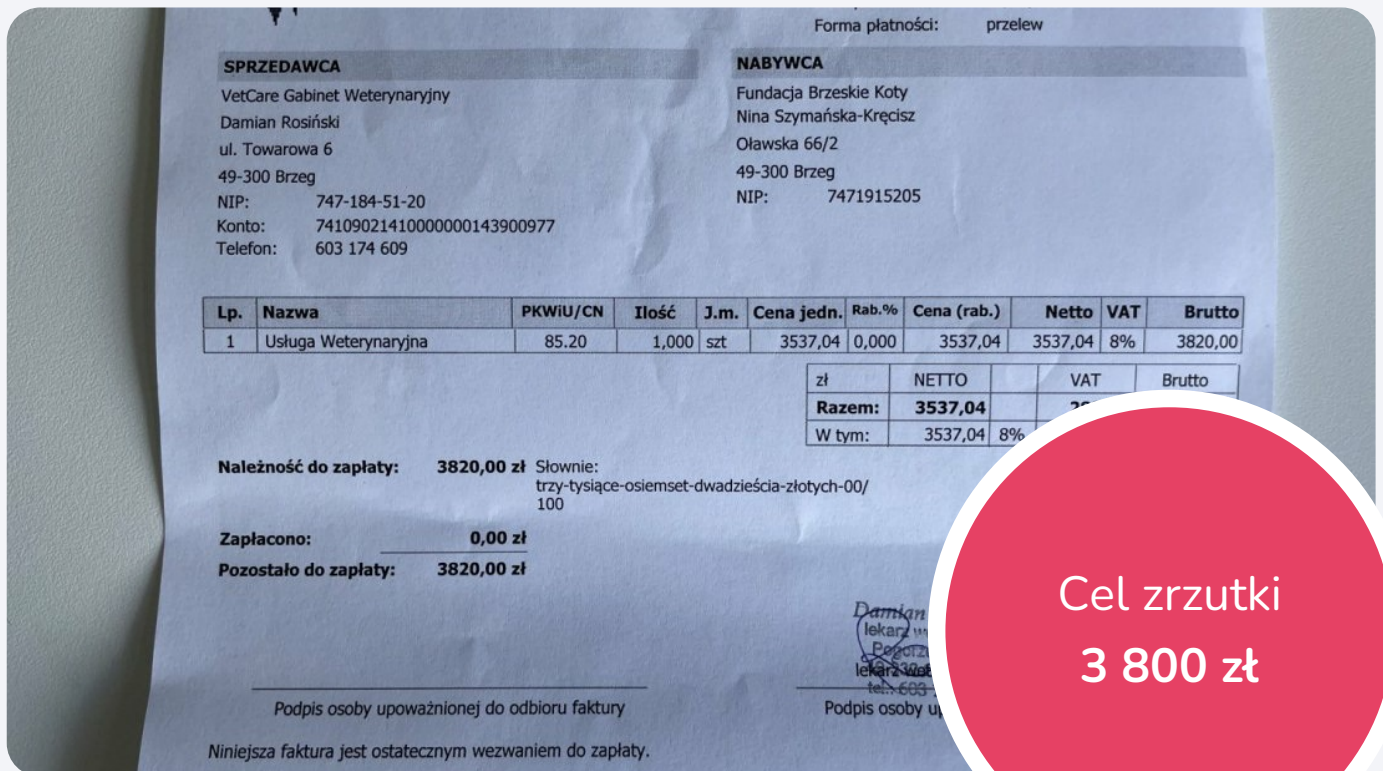 Forma płatności: przelew
SPRZEDAWCA
VetCare Gabinet Weterynaryjny
Damian Rosiński
ul. Towarowa 6
49-300 Brzeg
NIP: 747-184-51-20
Konto: 74109021410000000143900977
Telefon: 603 174 609
NABYWCA
Fundacja Brzeskie Koty
Nina Szymańska-Kręcisz
Oławska 66/2
49-300 Brzeg
NIP: 7471915205
Lp. Nazwa PKWiU/CN Ilość J.m. Cena jedn. Rab.% Cena (rab.) Netto VAT Brutto
1 Usługa Weterynaryjna 85.20 1,000 szt 3537,04 0,000 3537,04 3537,04 8% 3820,00
zł NETTO VAT Brutto
Razem: 3537,04
W tym: 3537,04 8%
Należność do zapłaty: 3820,00 zł Słownie:
trzy-tysiące-osiemset-dwadzieścia-złotych-00/
100
Zapłacono: 0,00 zł
Pozostało do zapłaty: 3820,00 zł
Damian
lekarz
Podpis osoby upoważnionej do odbioru faktury
Podpis osoby
Niniejsza faktura jest ostatecznym wezwaniem do zapłaty.
Cel zrzutki
3 800 zł